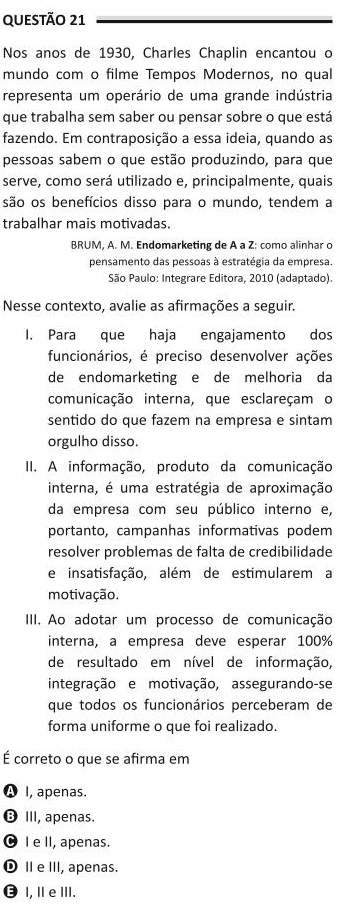 QUESTÃO 21
Nos anos de 1930, Charles Chaplin encantou o
mundo com o filme Tempos Modernos, no qual
representa um operário de uma grande indústria
que trabalha sem saber ou pensar sobre o que está
fazendo. Em contraposição a essa ideia, quando as
pessoas sabem o que estão produzindo, para que
serve, como será utilizado e, principalmente, quais
são os benefícios disso para o mundo, tendem a
trabalhar mais motivadas.
BRUM, A. M. Endomarketing de A a Z: como alinhar o
pensamento das pessoas à estratégia da empresa.
São Paulo: Integrare Editora, 2010 (adaptado).
Nesse contexto, avalie as afirmações a seguir.
I. Para que haja engajamento dos
funcionários, é preciso desenvolver ações
de endomarketing e de melhoria da
comunicação interna, que esclareçam o
sentido do que fazem na empresa e sintam
orgulho disso.
II. A informação, produto da comunicação
interna, é uma estratégia de aproximação
da empresa com seu público interno e,
portanto, campanhas informativas podem
resolver problemas de falta de credibilidade
e insatisfação, além de estimularem a
motivação.
III. Ao adotar um processo de comunicação
interna, a empresa deve esperar 100%
de resultado em nível de informação,
integração e motivação, assegurando-se
que todos os funcionários perceberam de
forma uniforme o que foi realizado.
É correto o que se afirma em
A I, apenas.
B III, apenas.
C I e II, apenas.
D II e III, apenas.
E I, II e III.